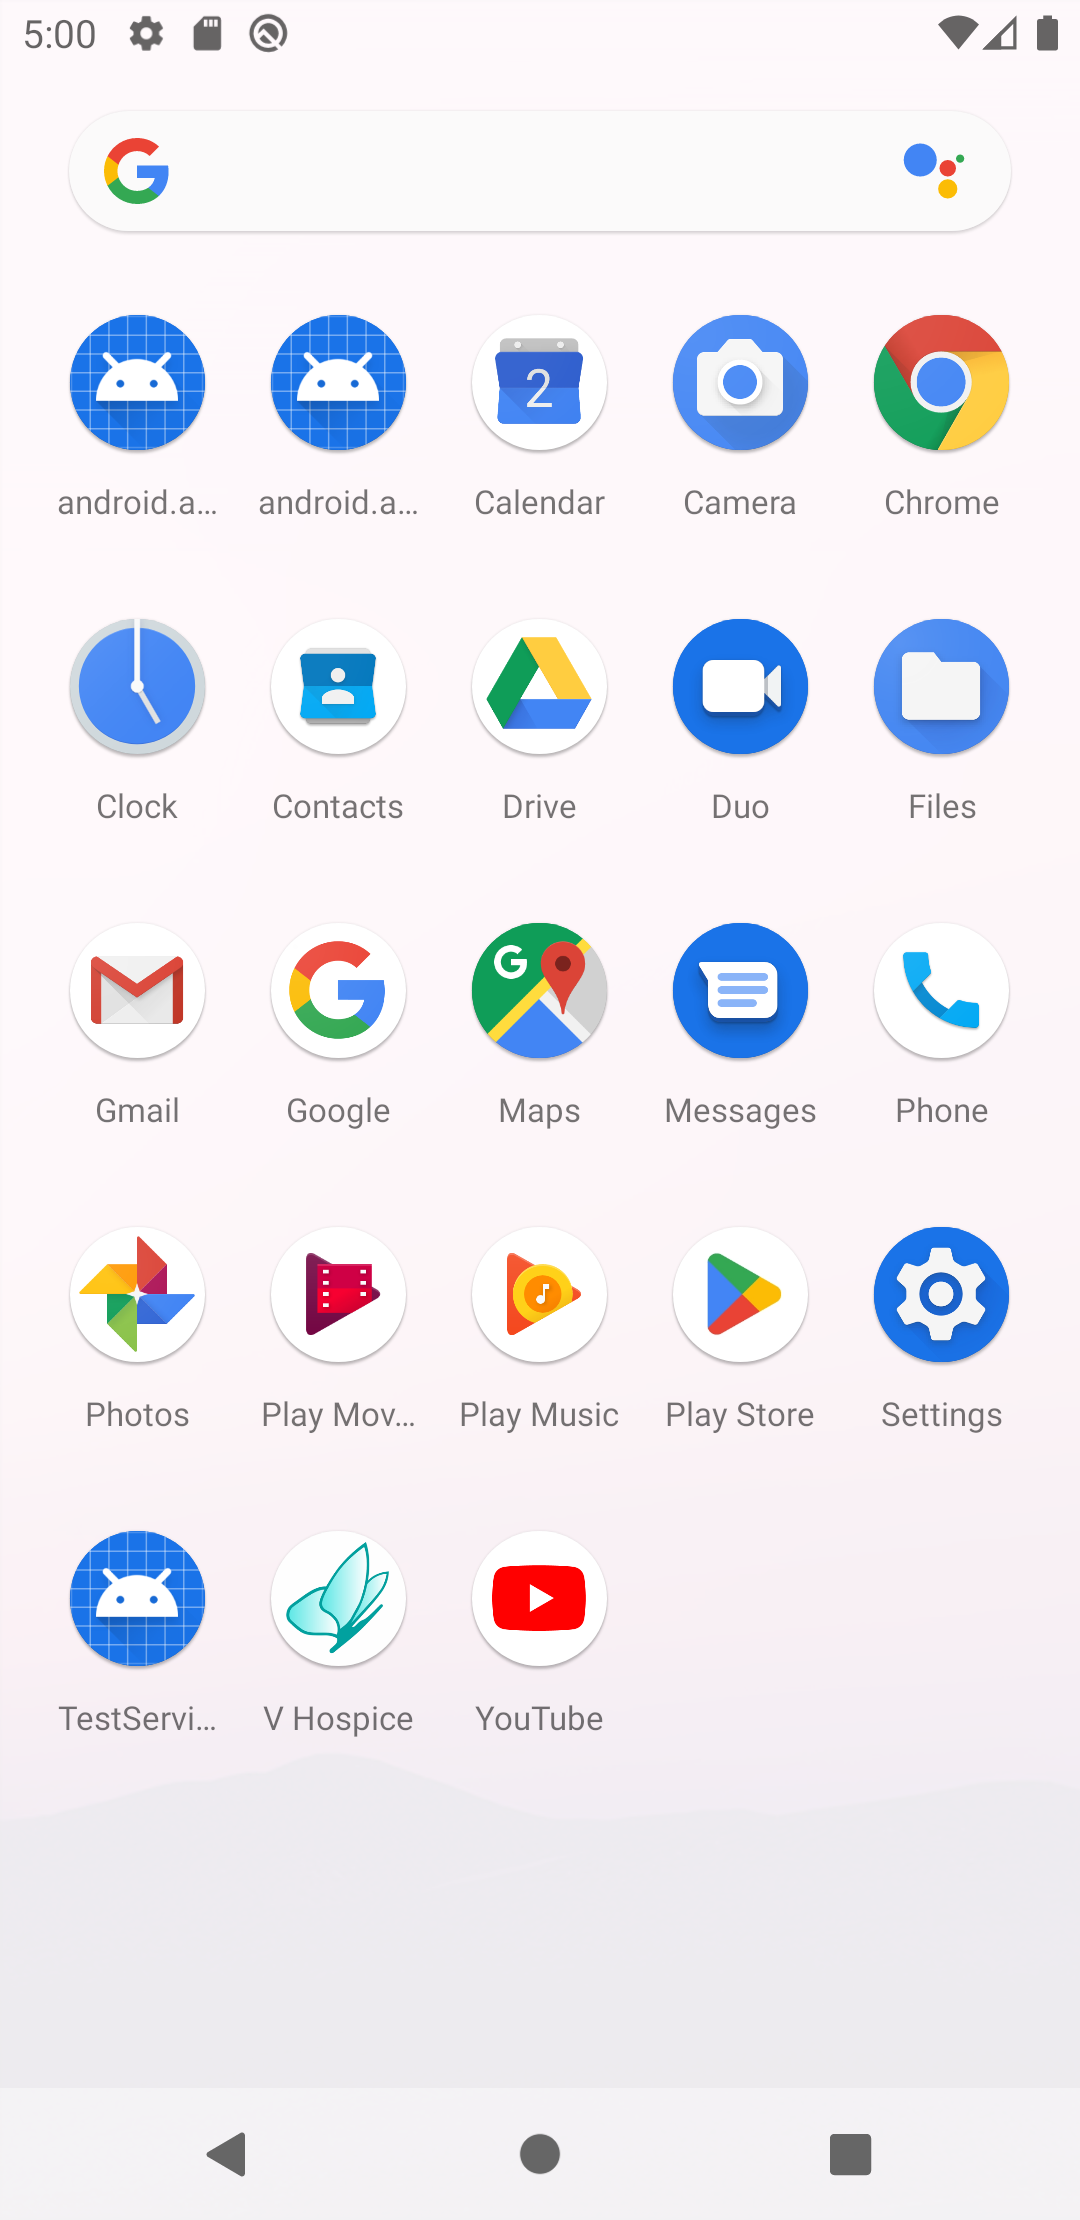 5:00
android.a… android.a… Calendar Camera Chrome
2
Clock Contacts Drive Duo Files
Gmail Google Maps Messages Phone
Photos Play Mov… Play Music Play Store Settings
TestServi… V Hospice YouTube